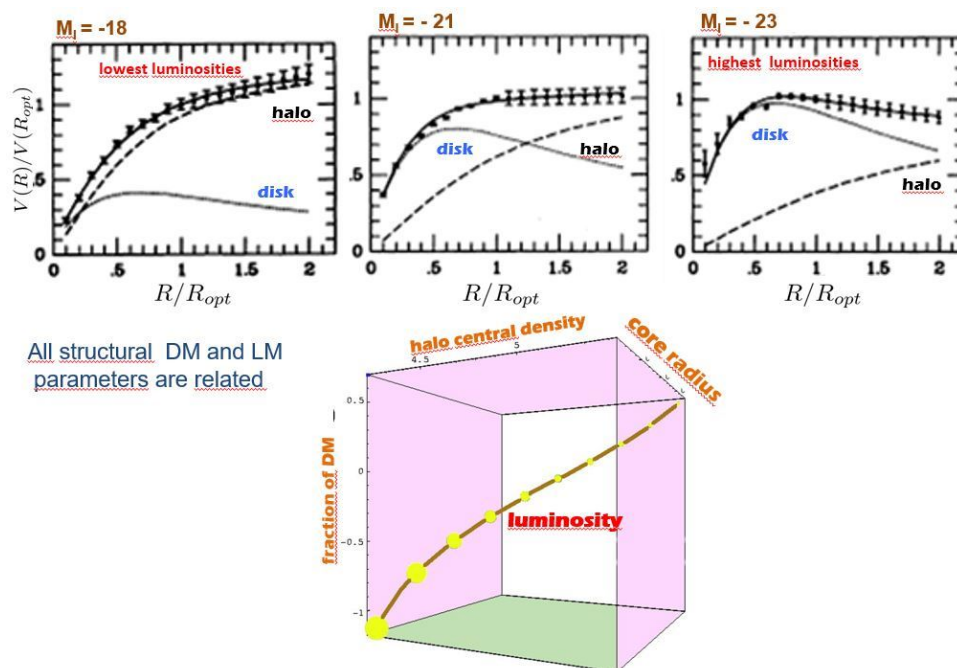 M_I = -18
M_I = - 21
M_I = - 23
lowest luminosities
highest luminosities
halo
disk
disk
halo
disk
halo
V(R)/V(R_opt)
1
.5
0
0 .5 1 1.5 2
R/R_opt
1
.5
0
0 .5 1 1.5 2
R/R_opt
1
.5
0
0 .5 1 1.5 2
R/R_opt
All structural DM and LM
parameters are related
halo central density
4.5
5
core radius
fraction of DM
0.5
0
-0.5
-1
luminosity